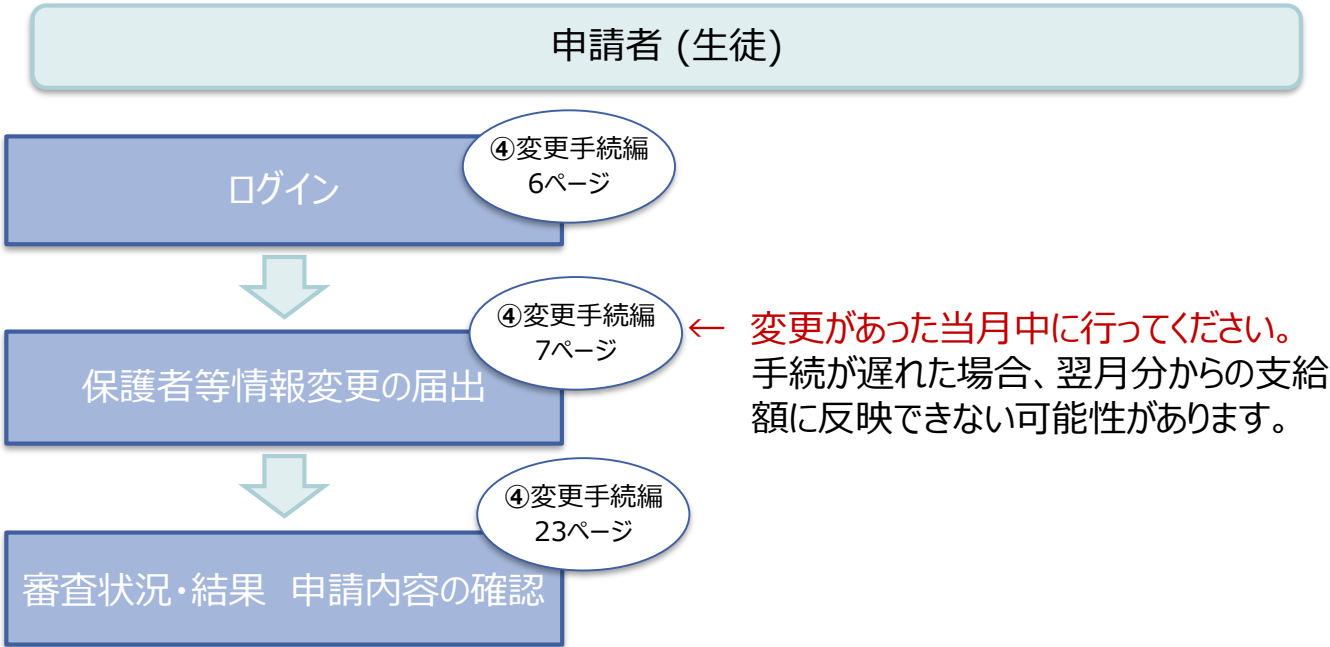 申請者 (生徒)
④変更手続編
6ページ
ログイン
④変更手続編
7ページ
保護者等情報変更の届出
← 変更があった当月中に行ってください。
手続が遅れた場合、翌月分からの支給
額に反映できない可能性があります。
④変更手続編
23ページ
審査状況・結果　申請内容の確認